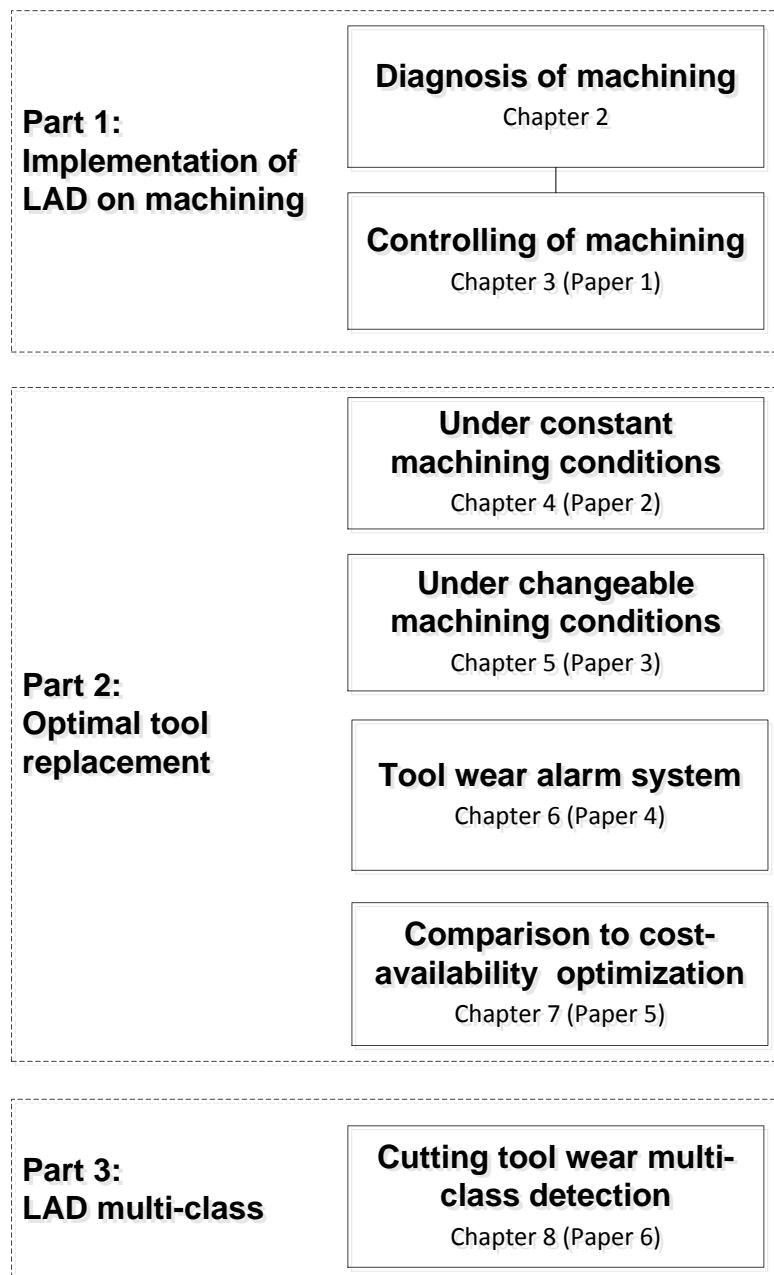 Part 1:
Implementation of
LAD on machining
Diagnosis of machining
Chapter 2
Controlling of machining
Chapter 3 (Paper 1)
Part 2:
Optimal tool
replacement
Under constant
machining conditions
Chapter 4 (Paper 2)
Under changeable
machining conditions
Chapter 5 (Paper 3)
Tool wear alarm system
Chapter 6 (Paper 4)
Comparison to cost-
availability optimization
Chapter 7 (Paper 5)
Part 3:
LAD multi-class
Cutting tool wear multi-
class detection
Chapter 8 (Paper 6)